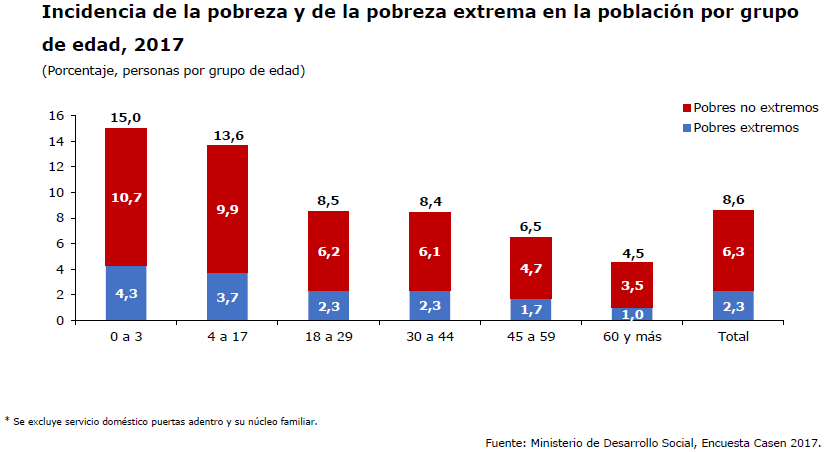 Incidencia de la pobreza y de la pobreza extrema en la población por grupo
de edad, 2017
(Porcentaje, personas por grupo de edad)
Pobres no extremos
Pobres extremos
16
14
12
10
8
6
4
2
0
15,0
13,6
8,5
8,4
6,5
4,5
8,6
10,7
9,9
6,2
6,1
4,7
3,5
6,3
4,3
3,7
2,3
2,3
1,7
1,0
2,3
0 a 3
4 a 17
18 a 29
30 a 44
45 a 59
60 y más
Total
* Se excluye servicio doméstico puertas adentro y su núcleo familiar.
Fuente: Ministerio de Desarrollo Social, Encuesta Casen 2017.